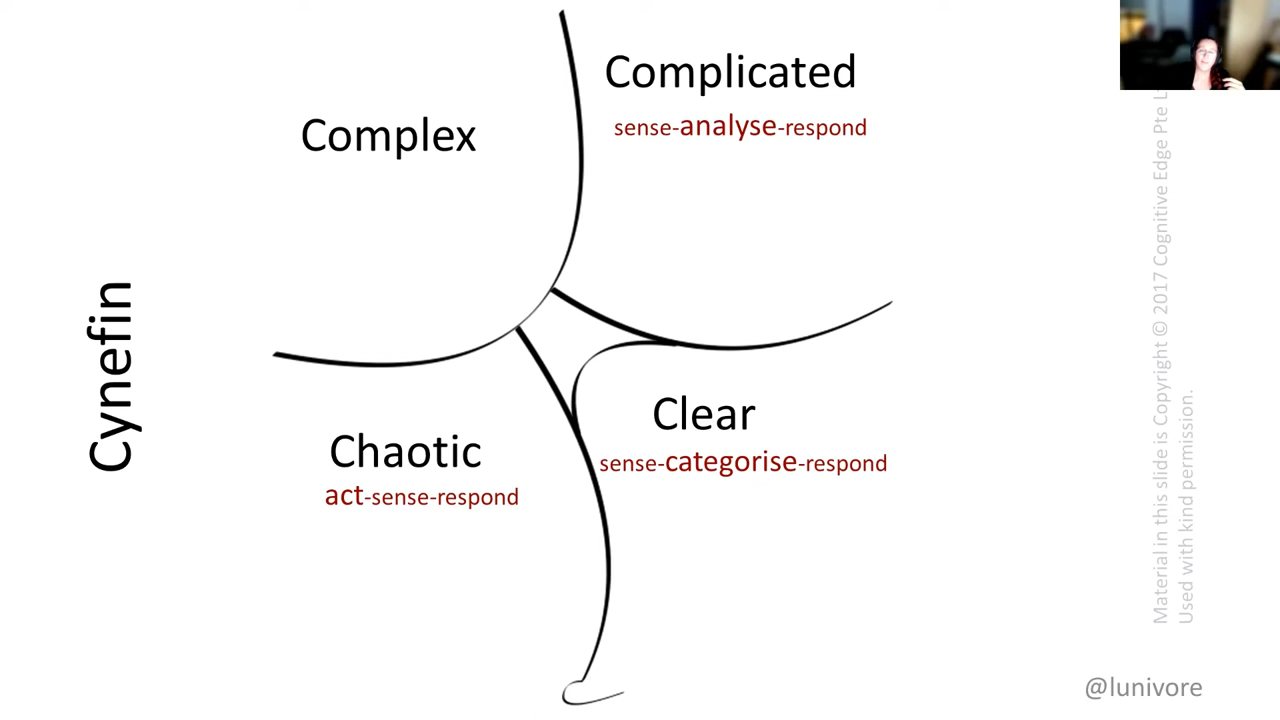 Cynefin
Complex
Complicated
sense-analyse-respond
Chaotic
act-sense-respond
Clear
sense-categorise-respond
Material in this slide is Copyright © 2017 Cognitive Edge Pte
Used with kind permission.
@lunivore